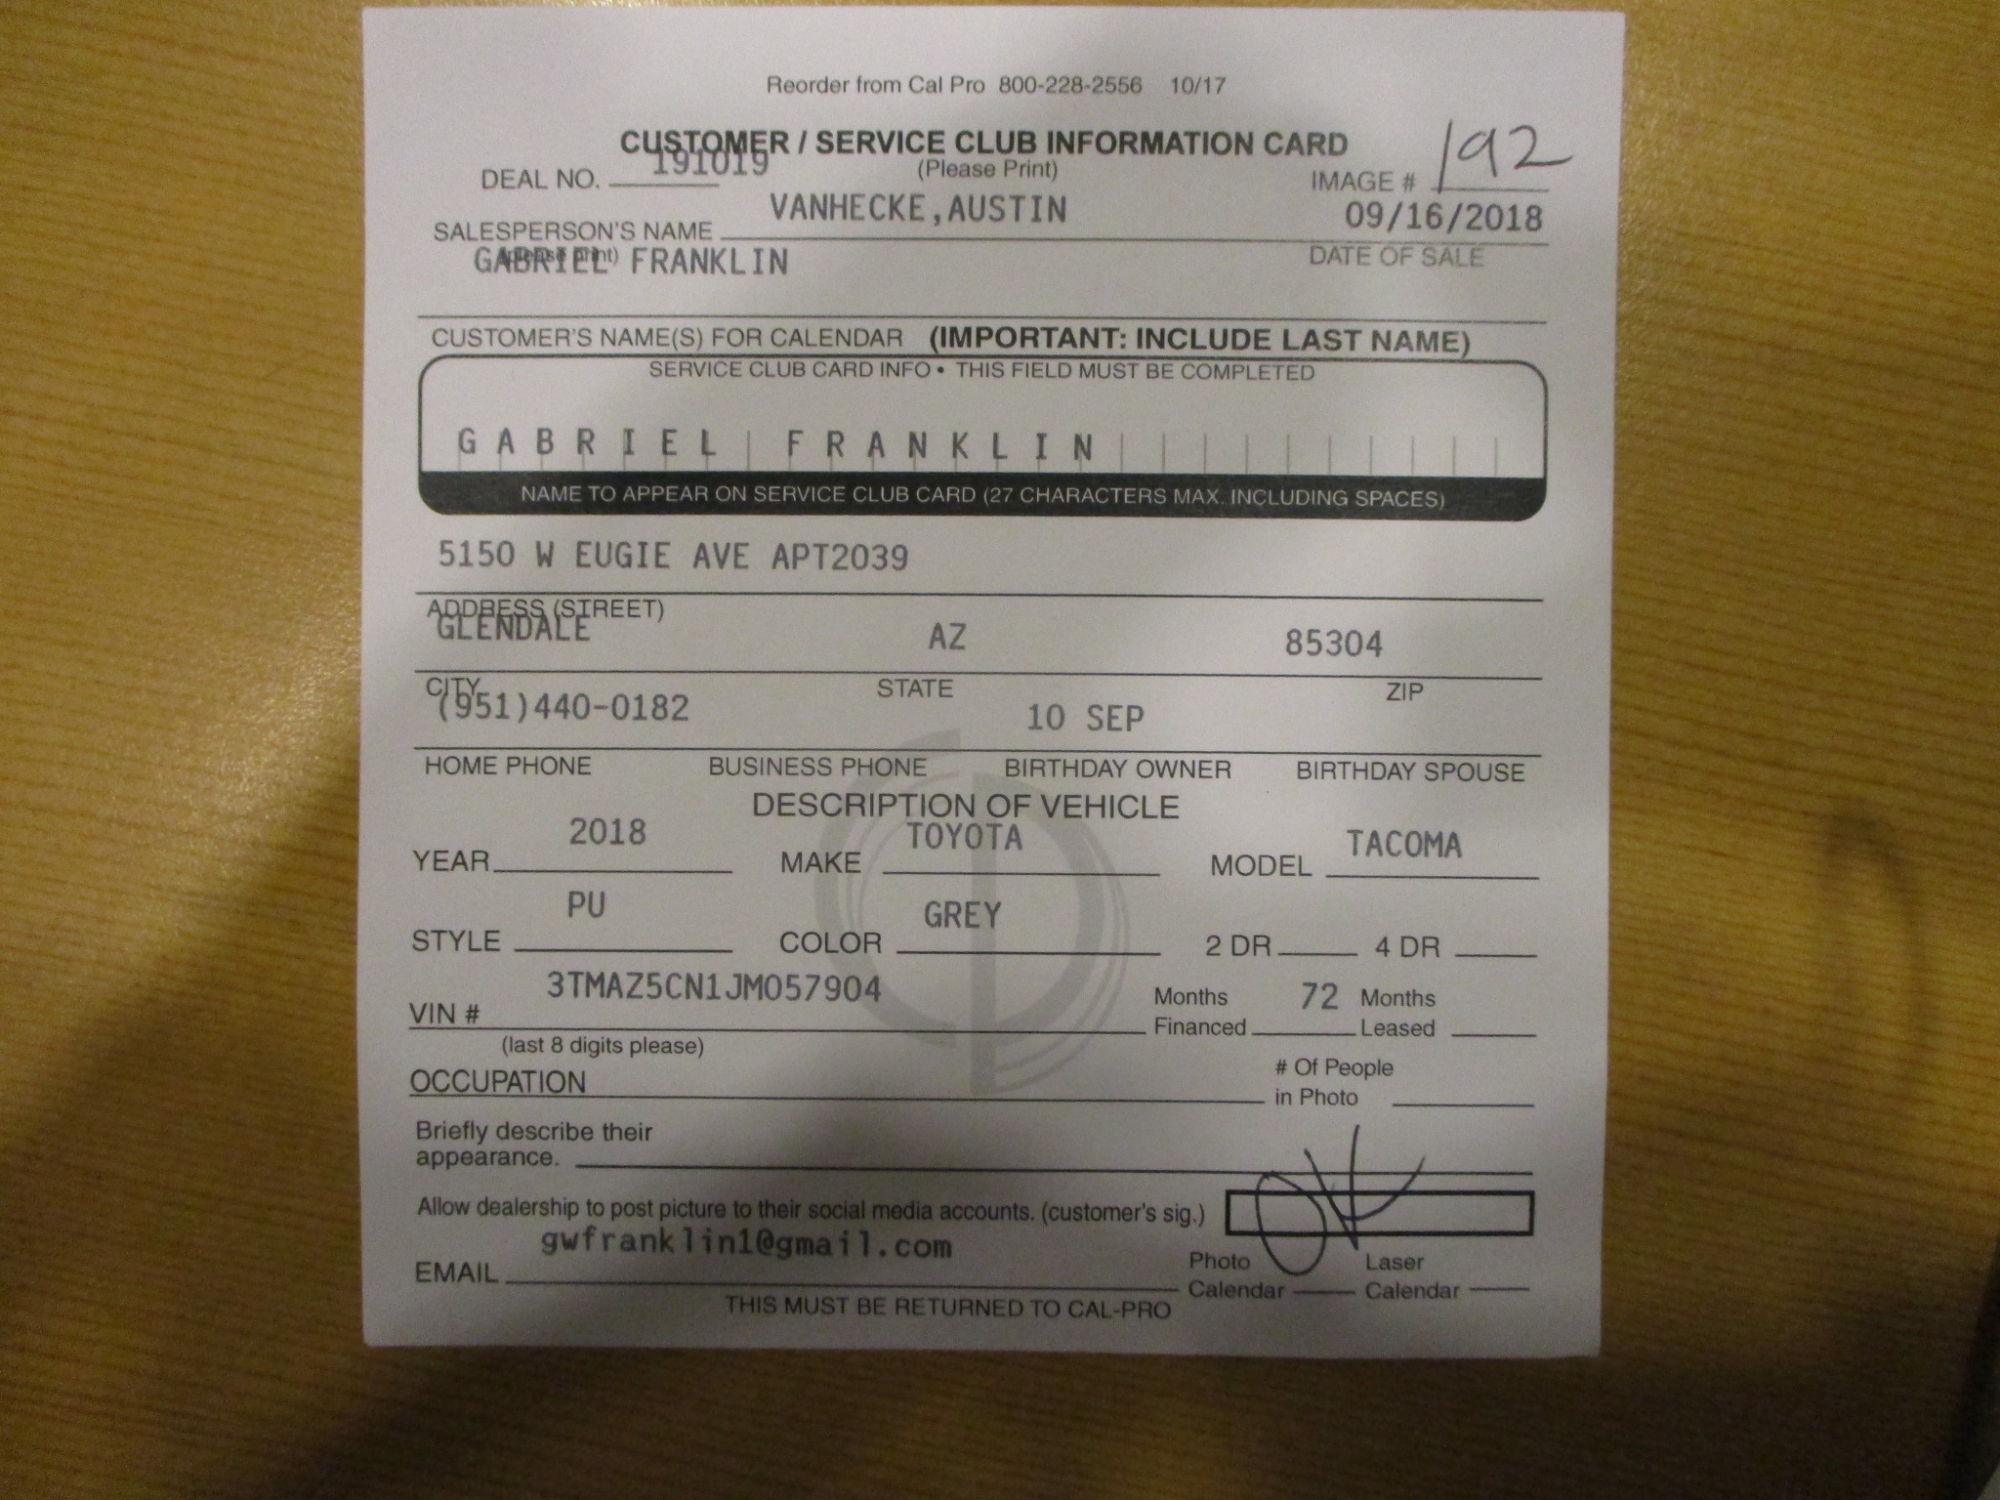 Reorder from Cal Pro 800-228-2556 10/17
CUSTOMER / SERVICE CLUB INFORMATION CARD
DEAL NO. 191019 (Please Print) IMAGE # 192
SALESPERSON'S NAME VANHECKE,AUSTIN 09/16/2018
(please print) DATE OF SALE
GABRIEL FRANKLIN
CUSTOMER'S NAME(S) FOR CALENDAR (IMPORTANT: INCLUDE LAST NAME)
SERVICE CLUB CARD INFO • THIS FIELD MUST BE COMPLETED
GABRIEL FRANKLIN
NAME TO APPEAR ON SERVICE CLUB CARD (27 CHARACTERS MAX. INCLUDING SPACES)
5150 W EUGIE AVE APT2039
ADDRESS (STREET)
GLENDALE AZ 85304
CITY STATE ZIP
(951)440-0182 10 SEP
HOME PHONE BUSINESS PHONE BIRTHDAY OWNER BIRTHDAY SPOUSE
DESCRIPTION OF VEHICLE
YEAR 2018 MAKE TOYOTA MODEL TACOMA
STYLE PU COLOR GREY 2 DR 4 DR
VIN # 3TMAZ5CN1JM057904 Months Financed 72 Months Leased
(last 8 digits please)
OCCUPATION # Of People in Photo
Briefly describe their
appearance.
Allow dealership to post picture to their social media accounts. (customer's sig.)
EMAIL gwfranklin1@gmail.com Photo Calendar Laser Calendar
THIS MUST BE RETURNED TO CAL-PRO